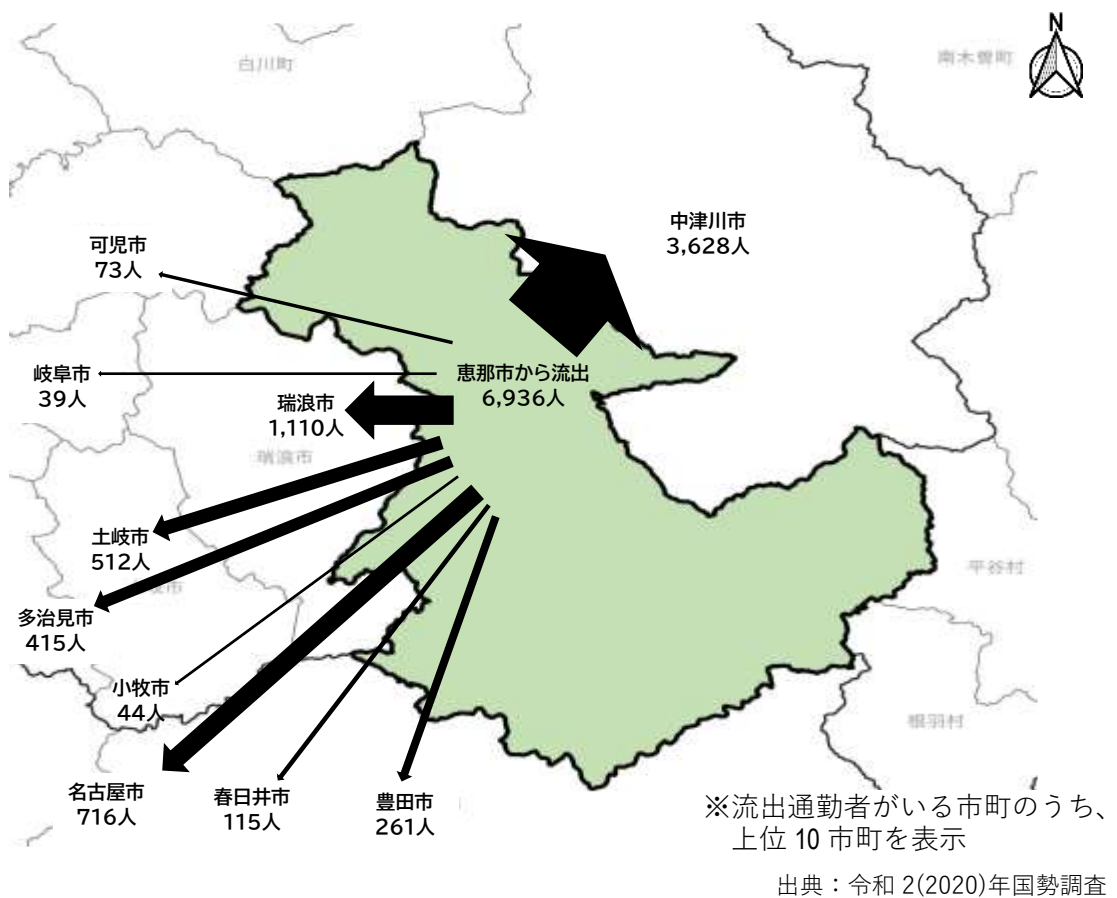 N
白川町
南木曽町
中津川市
3,628人
可児市
73人
恵那市から流出
6,936人
岐阜市
39人
瑞浪市
1,110人
瑞浪市
土岐市
512人
平谷村
多治見市
415人
小牧市
44人
根羽村
名古屋市
716人
春日井市
115人
豊田市
261人
※流出通勤者がいる市町のうち、
上位 10 市町を表示
出典：令和 2(2020)年国勢調査